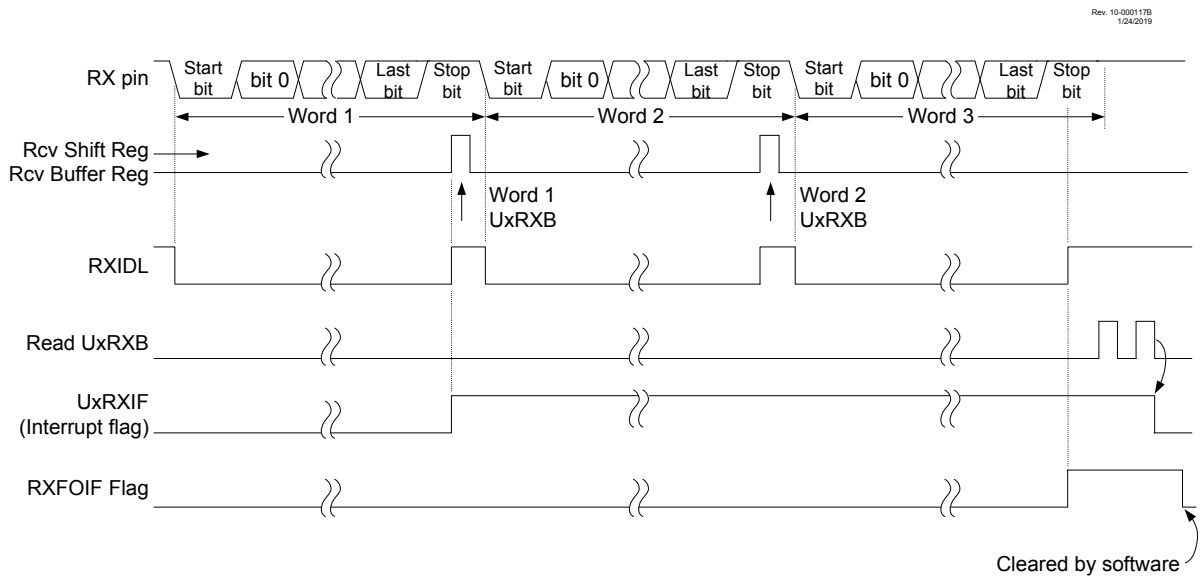 Rev. 10-000117B
1/24/2019
RX pin
Start bit
bit 0
Last bit
Stop bit
Start bit
bit 0
Last bit
Stop bit
Start bit
bit 0
Last bit
Stop bit
Word 1
Word 2
Word 3
Rcv Shift Reg
Rcv Buffer Reg
Word 1
UxRXB
Word 2
UxRXB
RXIDL
Read UxRXB
UxRXIF
(Interrupt flag)
RXFOIF Flag
Cleared by software